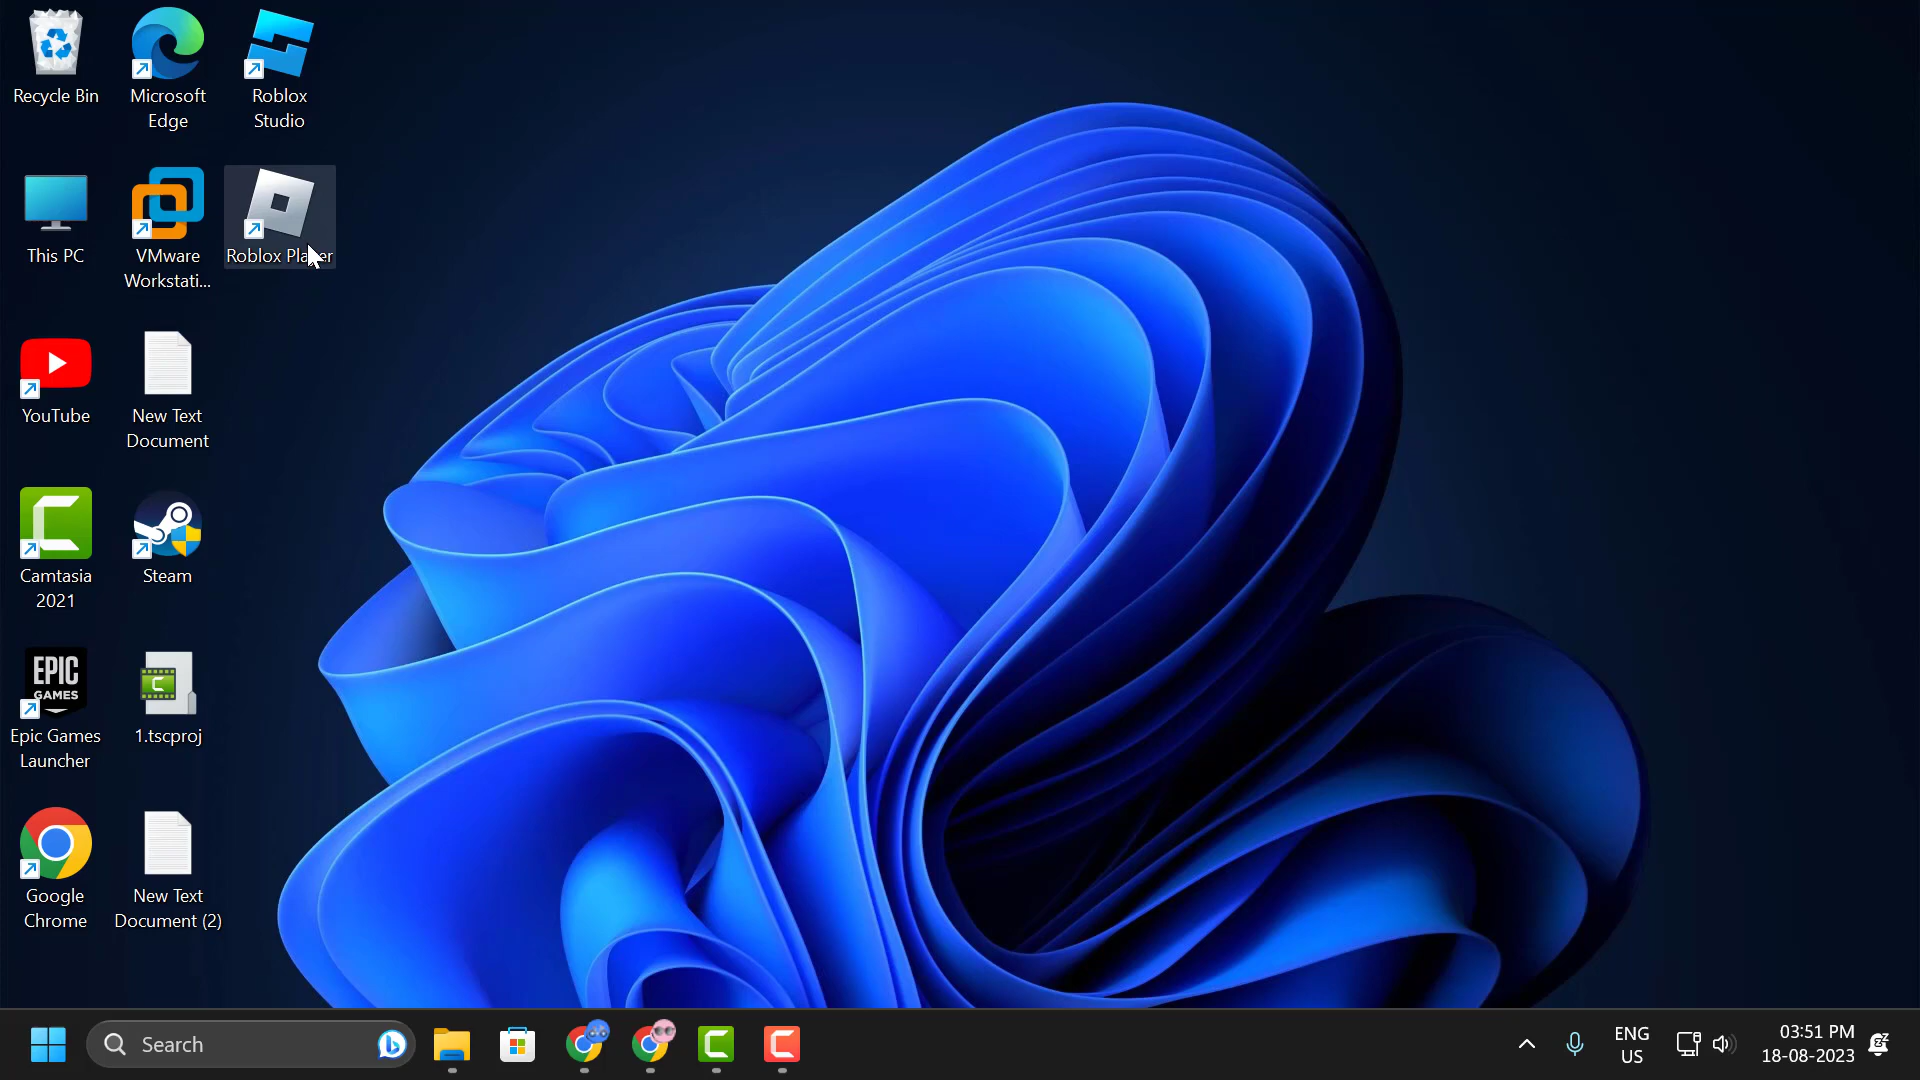 Recycle Bin
Microsoft
Edge
Roblox
Studio
This PC
VMware
Workstati...
Roblox Player
YouTube
New Text
Document
Camtasia
2021
Steam
EPIC
GAMES
Epic Games
Launcher
1.tscproj
Google
Chrome
New Text
Document (2)
Search
ENG
US
03:51 PM
18-08-2023